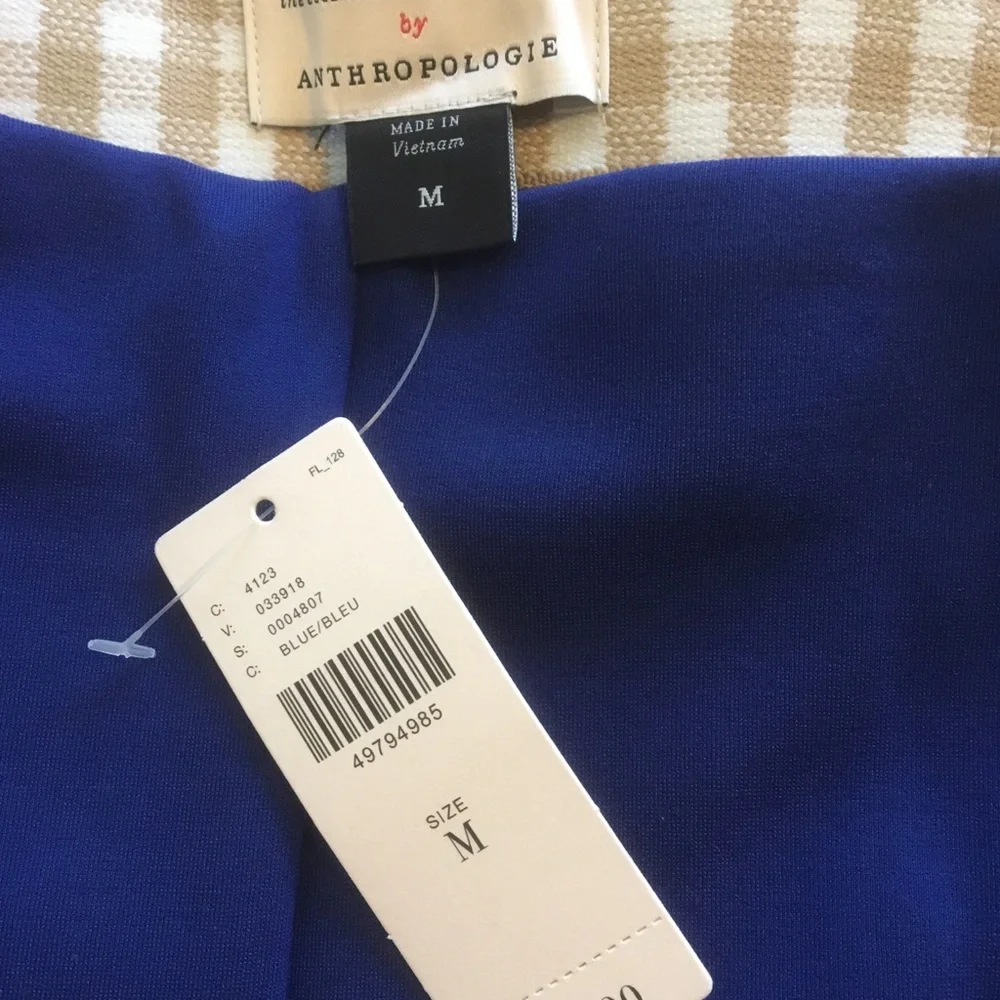 by
ANTHROPOLOGIE
MADE IN
Vietnam
M
FL_128
C: 4123
V: 033918
S: 0004807
C: BLUE/BLEU
49794985
SIZE
M